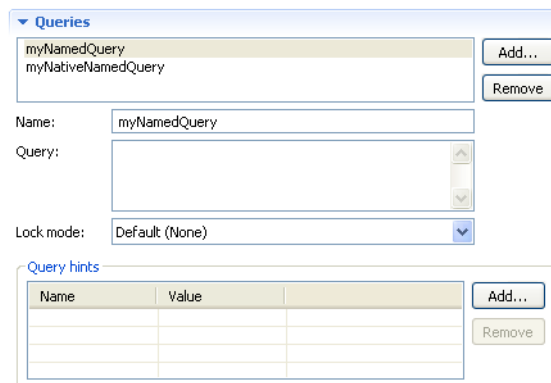 Queries
myNamedQuery
myNativeNamedQuery
Add...
Remove
Name: myNamedQuery
Query:
Lock mode: Default (None)
Query hints
Name Value
Add...
Remove